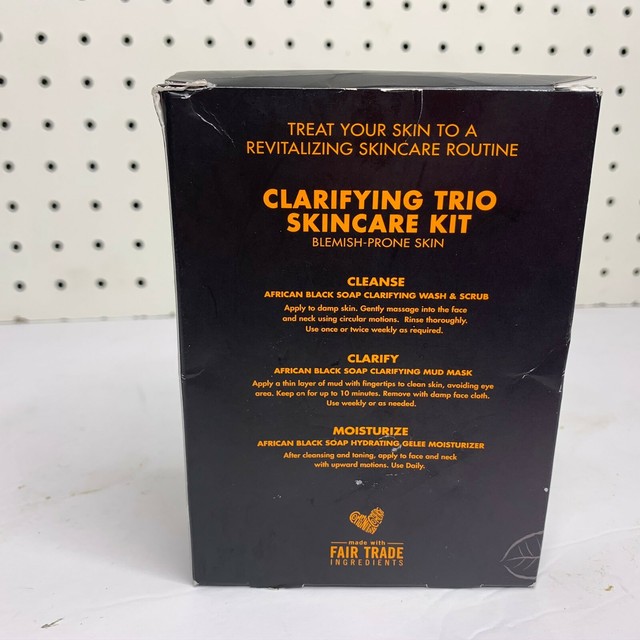 TREAT YOUR SKIN TO A
REVITALIZING SKINCARE ROUTINE
CLARIFYING TRIO
SKINCARE KIT
BLEMISH-PRONE SKIN
CLEANSE
AFRICAN BLACK SOAP CLARIFYING WASH & SCRUB
Apply to damp skin. Gently massage into the face
and neck using circular motions. Rinse thoroughly.
Use once or twice weekly as required.
CLARIFY
AFRICAN BLACK SOAP CLARIFYING MUD MASK
Apply a thin layer of mud with fingertips to clean skin, avoiding eye
area. Keep on for up to 10 minutes. Remove with damp face cloth.
Use weekly or as needed.
MOISTURIZE
AFRICAN BLACK SOAP HYDRATING GELEE MOISTURIZER
After cleansing and toning, apply to face and neck
with upward motions. Use Daily.
made with
FAIR TRADE
INGREDIENTS